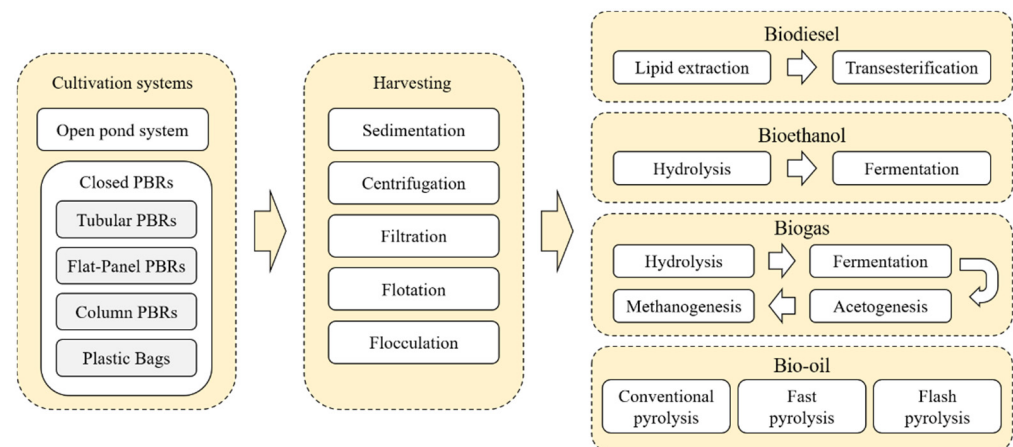 Cultivation systems
Open pond system
Closed PBRs
Tubular PBRs
Flat-Panel PBRs
Column PBRs
Plastic Bags
Harvesting
Sedimentation
Centrifugation
Filtration
Flotation
Flocculation
Biodiesel
Lipid extraction
Transesterification
Bioethanol
Hydrolysis
Fermentation
Biogas
Hydrolysis
Fermentation
Methanogenesis
Acetogenesis
Bio-oil
Conventional
pyrolysis
Fast
pyrolysis
Flash
pyrolysis